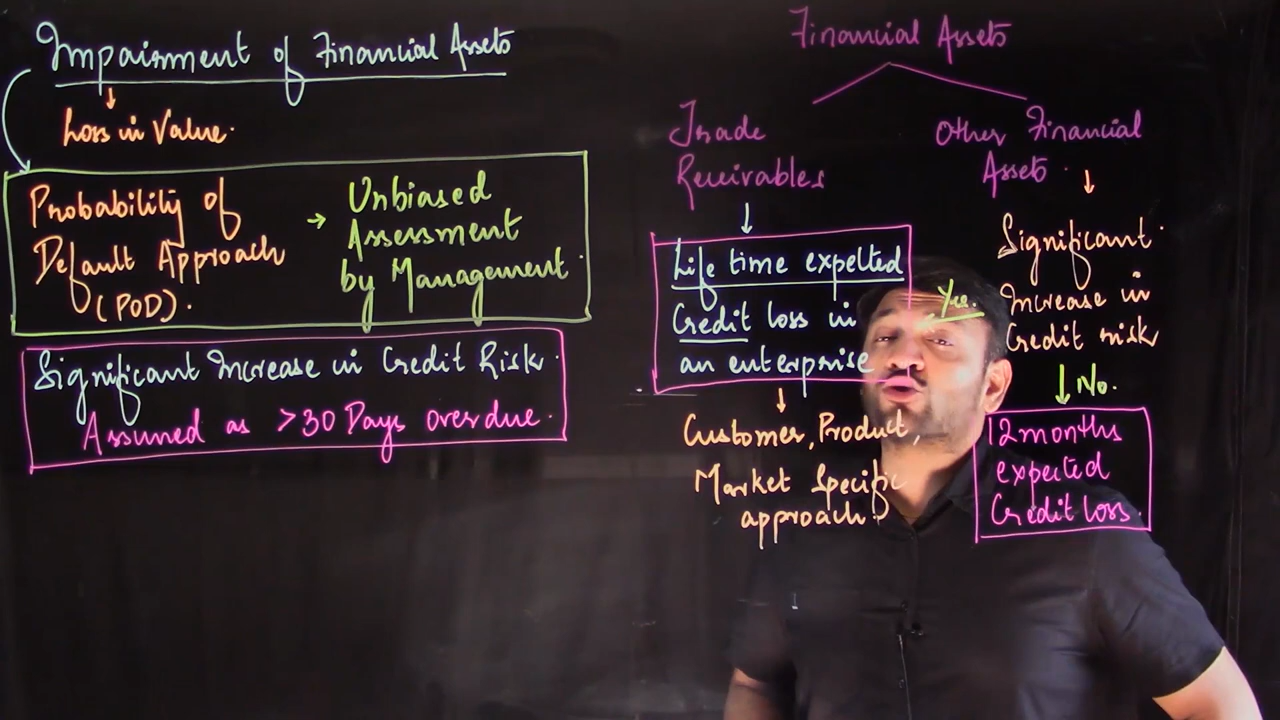 Impairment of Financial Assets
Loss in Value.
Probability of
Default Approach
(POD).
→ Unbiased
Assessment
by Management.
Significant Increase in Credit Risk.
Assumed as >30 Days overdue.
Financial Assets
Trade
Receivables
Life time expected
Credit loss in
an enterprise
Customer, Product,
Market Specific
approach.
Other Financial
Assets.
Significant
Increase in
Credit risk
Yes.
No.
12 months
expected
Credit loss.